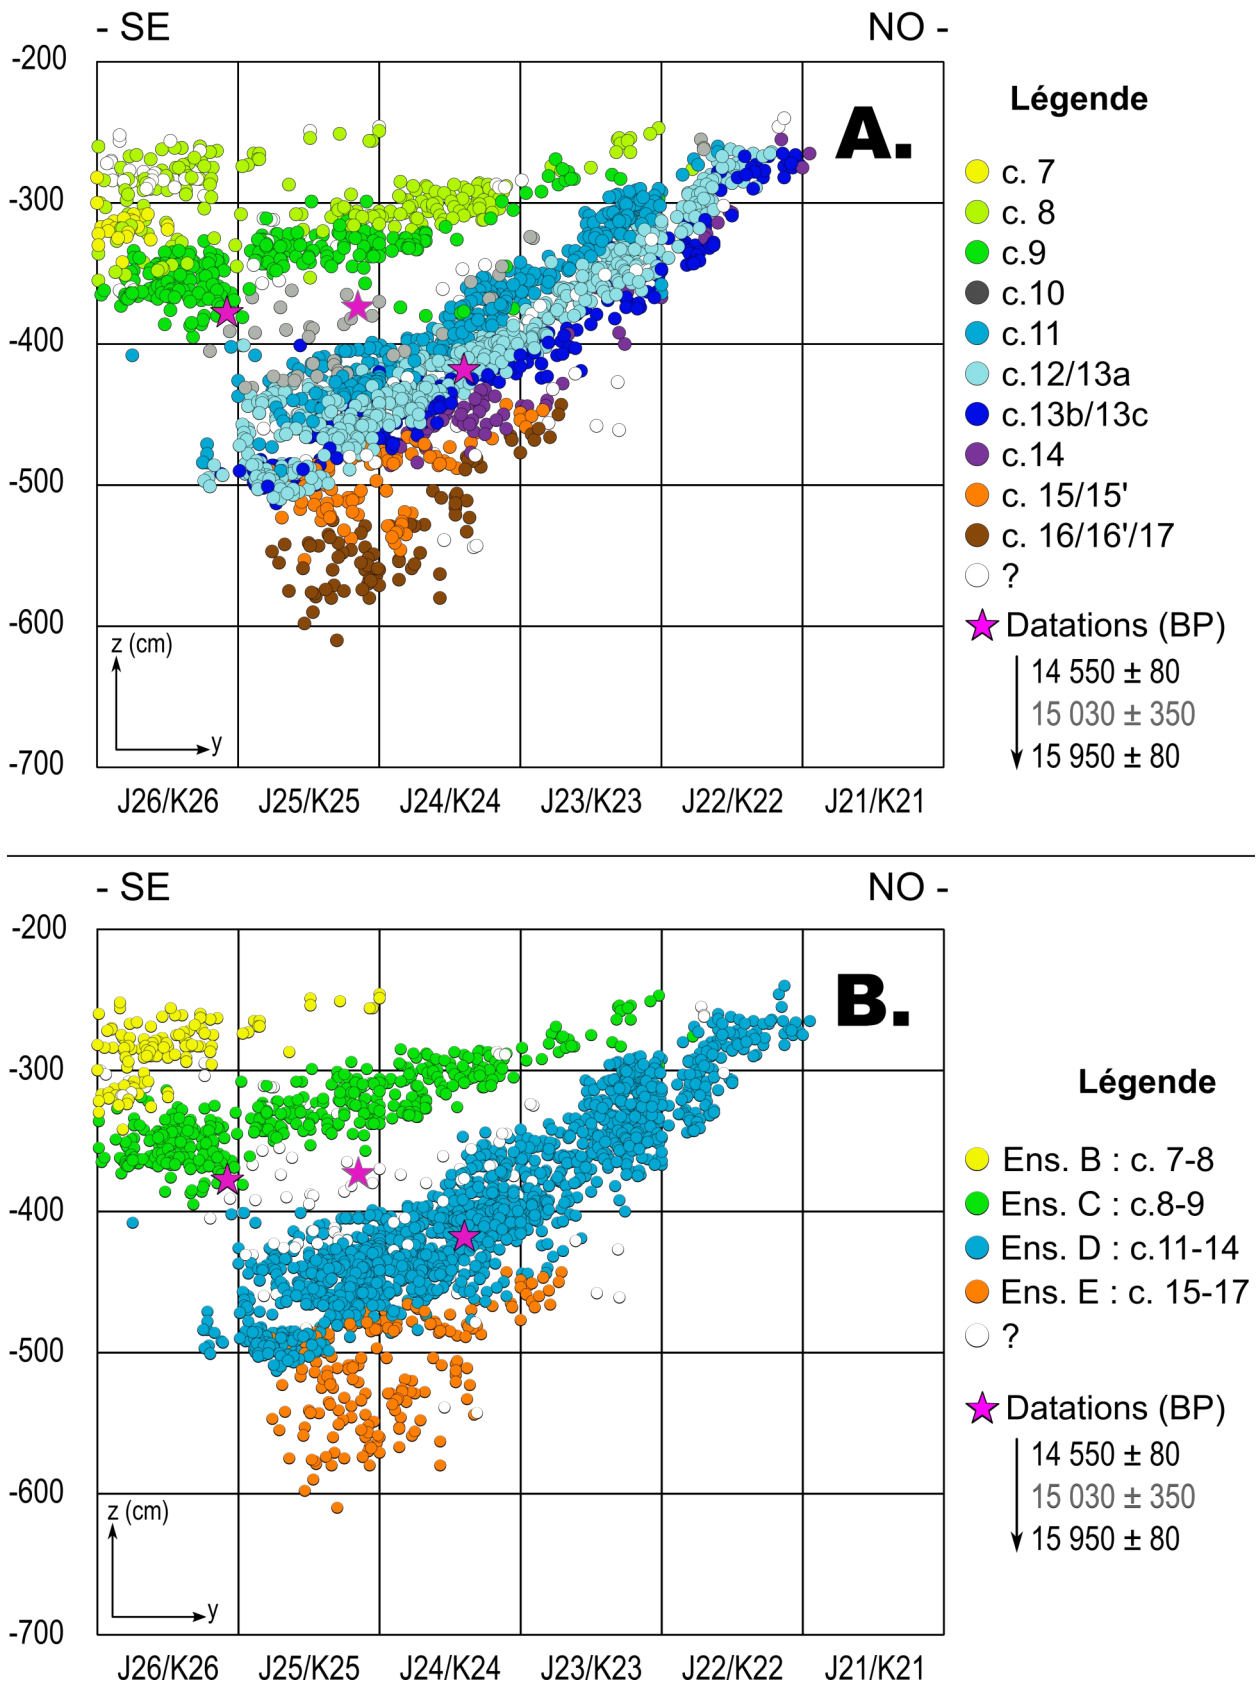 - SE
NO -
A.
-200
-300
-400
-500
-600
-700
z (cm)
y
J26/K26
J25/K25
J24/K24
J23/K23
J22/K22
J21/K21
Légende
c. 7
c. 8
c.9
c.10
c.11
c.12/13a
c.13b/13c
c.14
c. 15/15'
c. 16/16'/17
?
Datations (BP)
14 550 ± 80
15 030 ± 350
15 950 ± 80
- SE
NO -
B.
-200
-300
-400
-500
-600
-700
z (cm)
y
J26/K26
J25/K25
J24/K24
J23/K23
J22/K22
J21/K21
Légende
Ens. B : c. 7-8
Ens. C : c.8-9
Ens. D : c.11-14
Ens. E : c. 15-17
?
Datations (BP)
14 550 ± 80
15 030 ± 350
15 950 ± 80